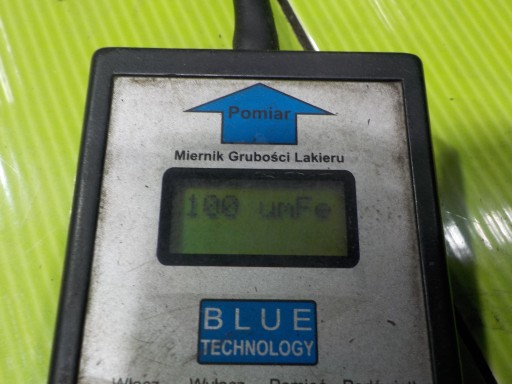 Pomiar
Miernik Grubości Lakieru
100 umFe
BLUE
TECHNOLOGY